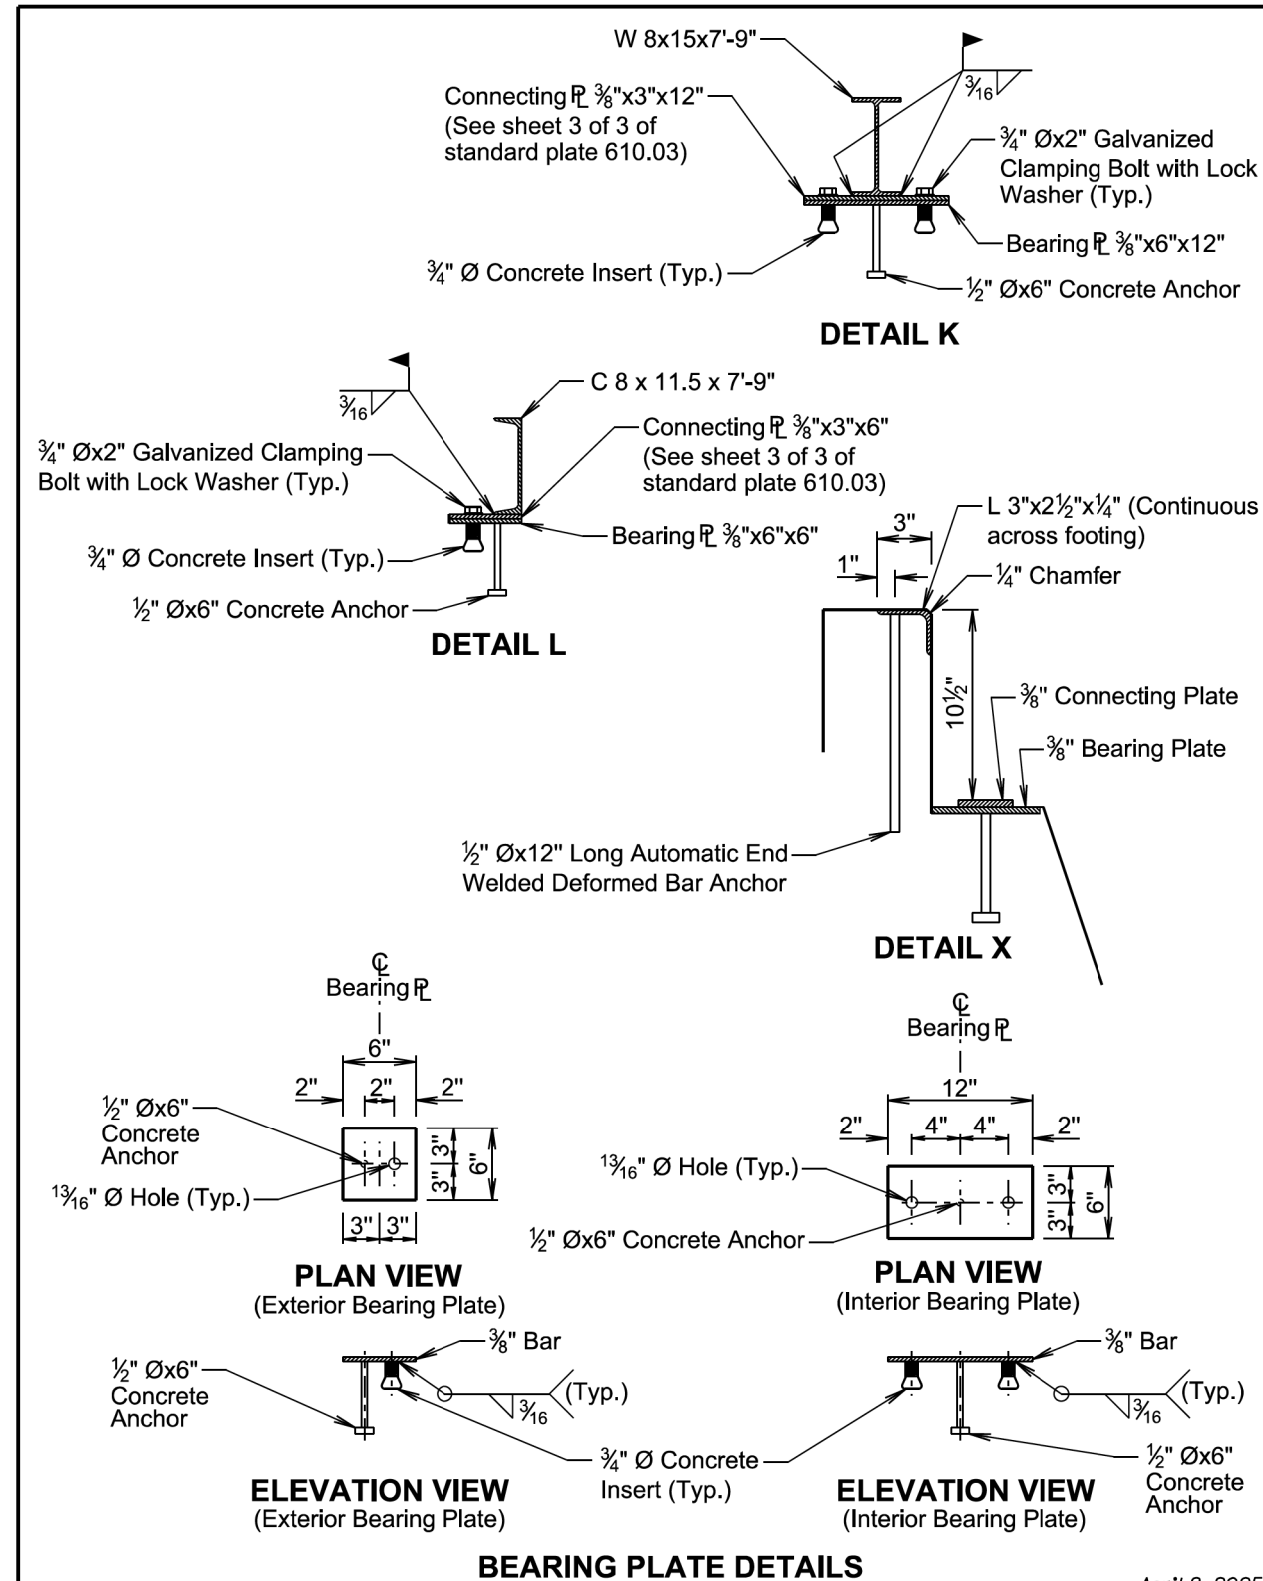 W 8x15x7'-9"
3⁄16
Connecting ⅊ 3⁄8"x3"x12"
(See sheet 3 of 3 of
standard plate 610.03)
3⁄4" Øx2" Galvanized
Clamping Bolt with Lock
Washer (Typ.)
Bearing ⅊ 3⁄8"x6"x12"
3⁄4" Ø Concrete Insert (Typ.)
1⁄2" Øx6" Concrete Anchor
DETAIL K
3⁄16
C 8 x 11.5 x 7'-9"
3⁄4" Øx2" Galvanized Clamping
Bolt with Lock Washer (Typ.)
Connecting ⅊ 3⁄8"x3"x6"
(See sheet 3 of 3 of
standard plate 610.03)
Bearing ⅊ 3⁄8"x6"x6"
3⁄4" Ø Concrete Insert (Typ.)
1⁄2" Øx6" Concrete Anchor
DETAIL L
L 3"x2 1⁄2"x1⁄4" (Continuous
across footing)
3"
1"
1⁄4" Chamfer
10 1⁄2"
3⁄8" Connecting Plate
3⁄8" Bearing Plate
1⁄2" Øx12" Long Automatic End
Welded Deformed Bar Anchor
DETAIL X
℄
Bearing ⅊
6"
2" 2" 2"
1⁄2" Øx6"
Concrete
Anchor
3"
3"
6"
13⁄16" Ø Hole (Typ.)
3" 3"
PLAN VIEW
(Exterior Bearing Plate)
℄
Bearing ⅊
12"
2" 4" 4" 2"
13⁄16" Ø Hole (Typ.)
3"
3"
6"
1⁄2" Øx6" Concrete Anchor
PLAN VIEW
(Interior Bearing Plate)
3⁄8" Bar
1⁄2" Øx6"
Concrete
Anchor
(Typ.)
3⁄16
ELEVATION VIEW
(Exterior Bearing Plate)
3⁄4" Ø Concrete
Insert (Typ.)
3⁄8" Bar
(Typ.)
3⁄16
1⁄2" Øx6"
Concrete
Anchor
ELEVATION VIEW
(Interior Bearing Plate)
BEARING PLATE DETAILS